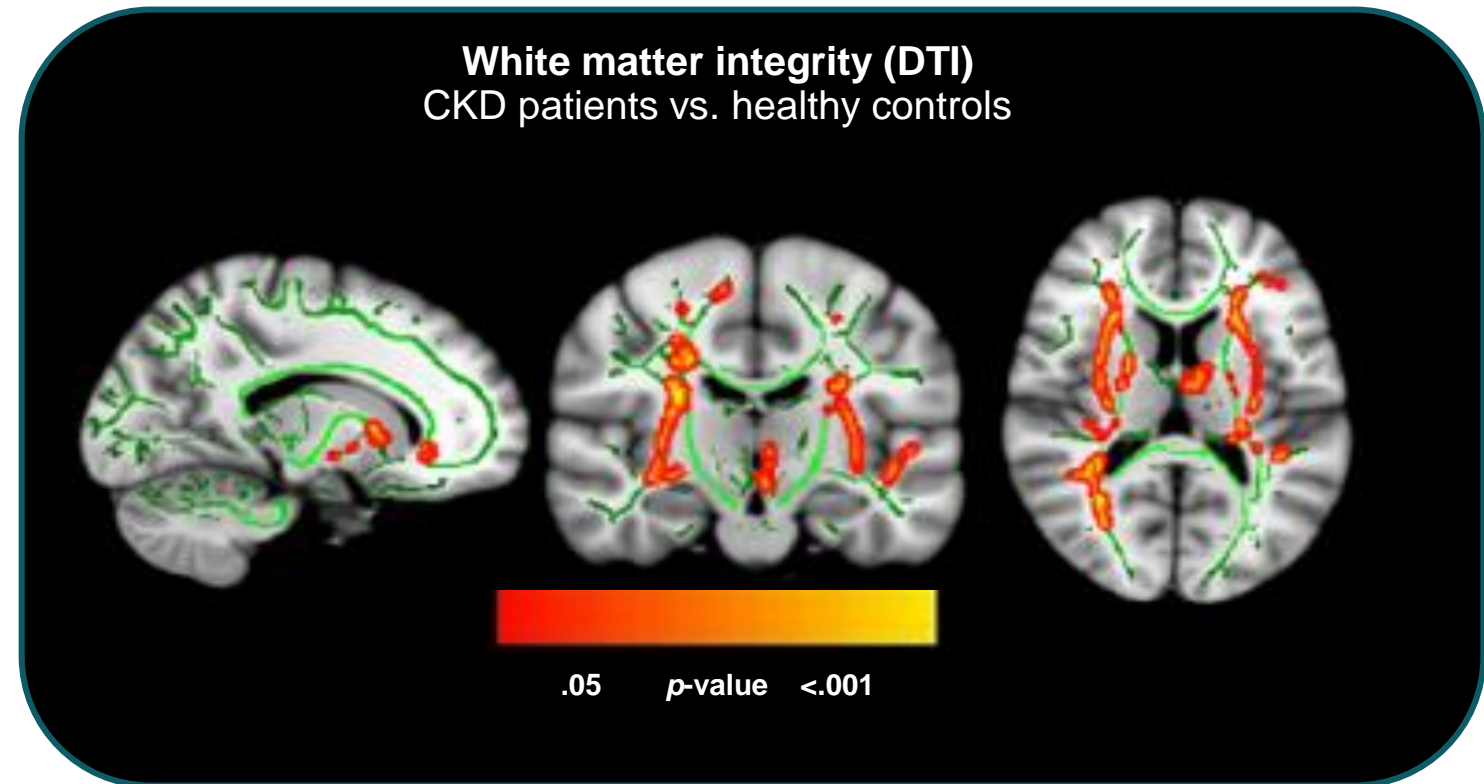 White matter integrity (DTI)
CKD patients vs. healthy controls
.05 p-value <.001